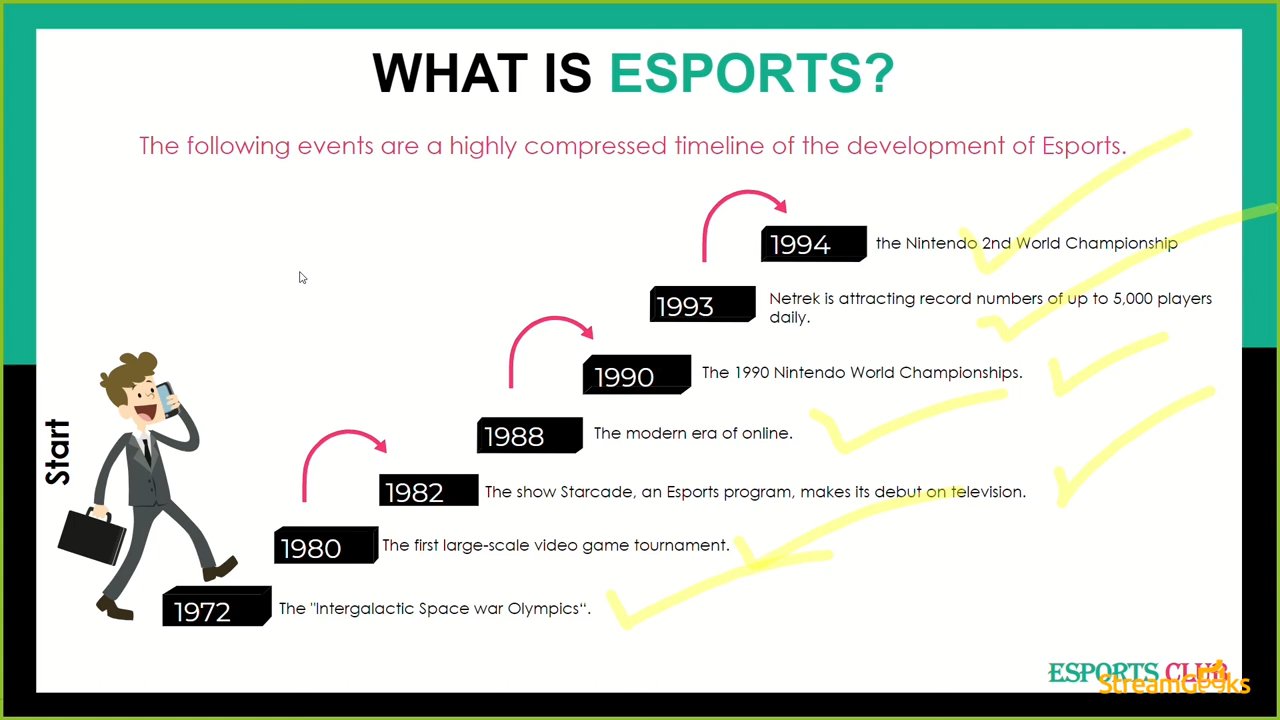 WHAT IS ESPORTS?
The following events are a highly compressed timeline of the development of Esports.
1994 the Nintendo 2nd World Championship
1993 Netrek is attracting record numbers of up to 5,000 players
daily.
1990 The 1990 Nintendo World Championships.
1988 The modern era of online.
1982 The show Starcade, an Esports program, makes its debut on television.
1980 The first large-scale video game tournament.
1972 The "Intergalactic Space war Olympics“.
Start
ESPORTS CLUB
StreamGeeks